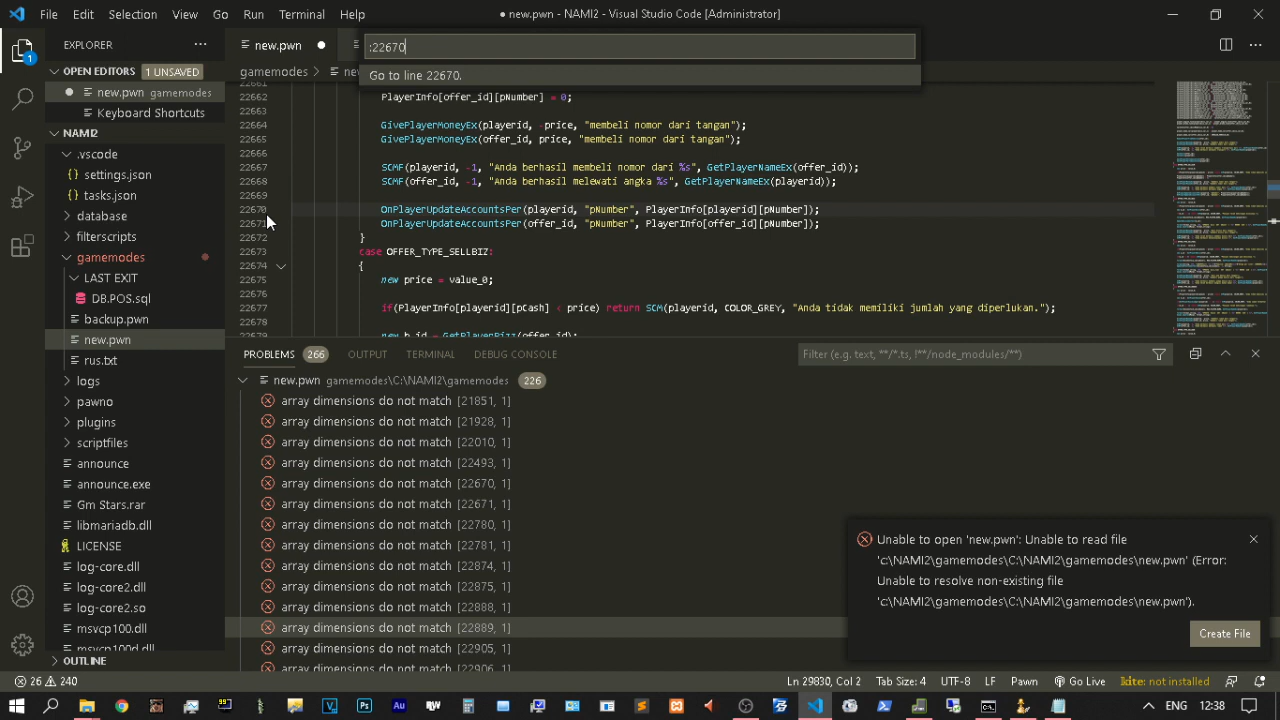 File Edit Selection View Go Run Terminal Help
● new.pwn - NAMI2 - Visual Studio Code [Administrator]
EXPLORER
new.pwn
:22670
OPEN EDITORS 1 UNSAVED
gamemodes
Go to line 22670.
new.pwn gamemodes
Keyboard Shortcuts
NAMI2
.vscode
settings.json
tasks.json
database
filterscripts
gamemodes
LAST EXIT
DRPOS.sql
backup.pwn
new.pwn
rus.txt
logs
pawno
plugins
scriptfiles
announce
announce.exe
Gm Stars.rar
libmariadb.dll
LICENSE
log-core.dll
log-core2.dll
log-core2.so
msvcp100.dll
msvcp100d.ll
OUTLINE
22661
22662 PlayerInfo[offer_id][pNumber] = 0;
22663
22664 GivePlayerMoneyEx(offer_id, -price, "membeli nomor dari tangan");
22665 GivePlayerMoneyEx(offer_id, price, "membeli nomor dari tangan");
22666
22667 SCMF(playerid, -1, "Anda berhasil membeli nomor dari %s", GetPlayerNameEx(offer_id));
22668 SCMF(offer_id, -1, "Anda berhasil melewati angka %s", GetPlayerNameEx(playerid));
22669
22670 "pNumber", PlayerInfo[playerid][pNumber]);
22671 "pNumber", PlayerInfo[offer_id][pNumber]);
22672 }
22673 case
22674 {
new price = value_
22676
22677 price) return SCM(playerid, tidak memiliki jumlah yang diperlukan.");
22678
PROBLEMS 266 OUTPUT TERMINAL DEBUG CONSOLE
Filter (e.g. text, **/*.ts, !**/node_modules/**)
new.pwn gamemodes\C:\NAMI2\gamemodes 226
array dimensions do not match [21851, 1]
array dimensions do not match [21928, 1]
array dimensions do not match [22010, 1]
array dimensions do not match [22493, 1]
array dimensions do not match [22670, 1]
array dimensions do not match [22671, 1]
array dimensions do not match [22780, 1]
array dimensions do not match [22781, 1]
array dimensions do not match [22874, 1]
array dimensions do not match [22875, 1]
array dimensions do not match [22888, 1]
array dimensions do not match [22889, 1]
array dimensions do not match [22905, 1]
array dimensions do not match [22906, 1]
Unable to open 'new.pwn': Unable to read file
'c:\NAMI2\gamemodes\C:\NAMI2\gamemodes\new.pwn' (Error:
Unable to resolve non-existing file
'c:\NAMI2\gamemodes\C:\NAMI2\gamemodes\new.pwn').
Create File
26 240
Ln 29830, Col 2 Tab Size: 4 UTF-8 LF Pawn Go Live kite: not installed
ENG 12:38